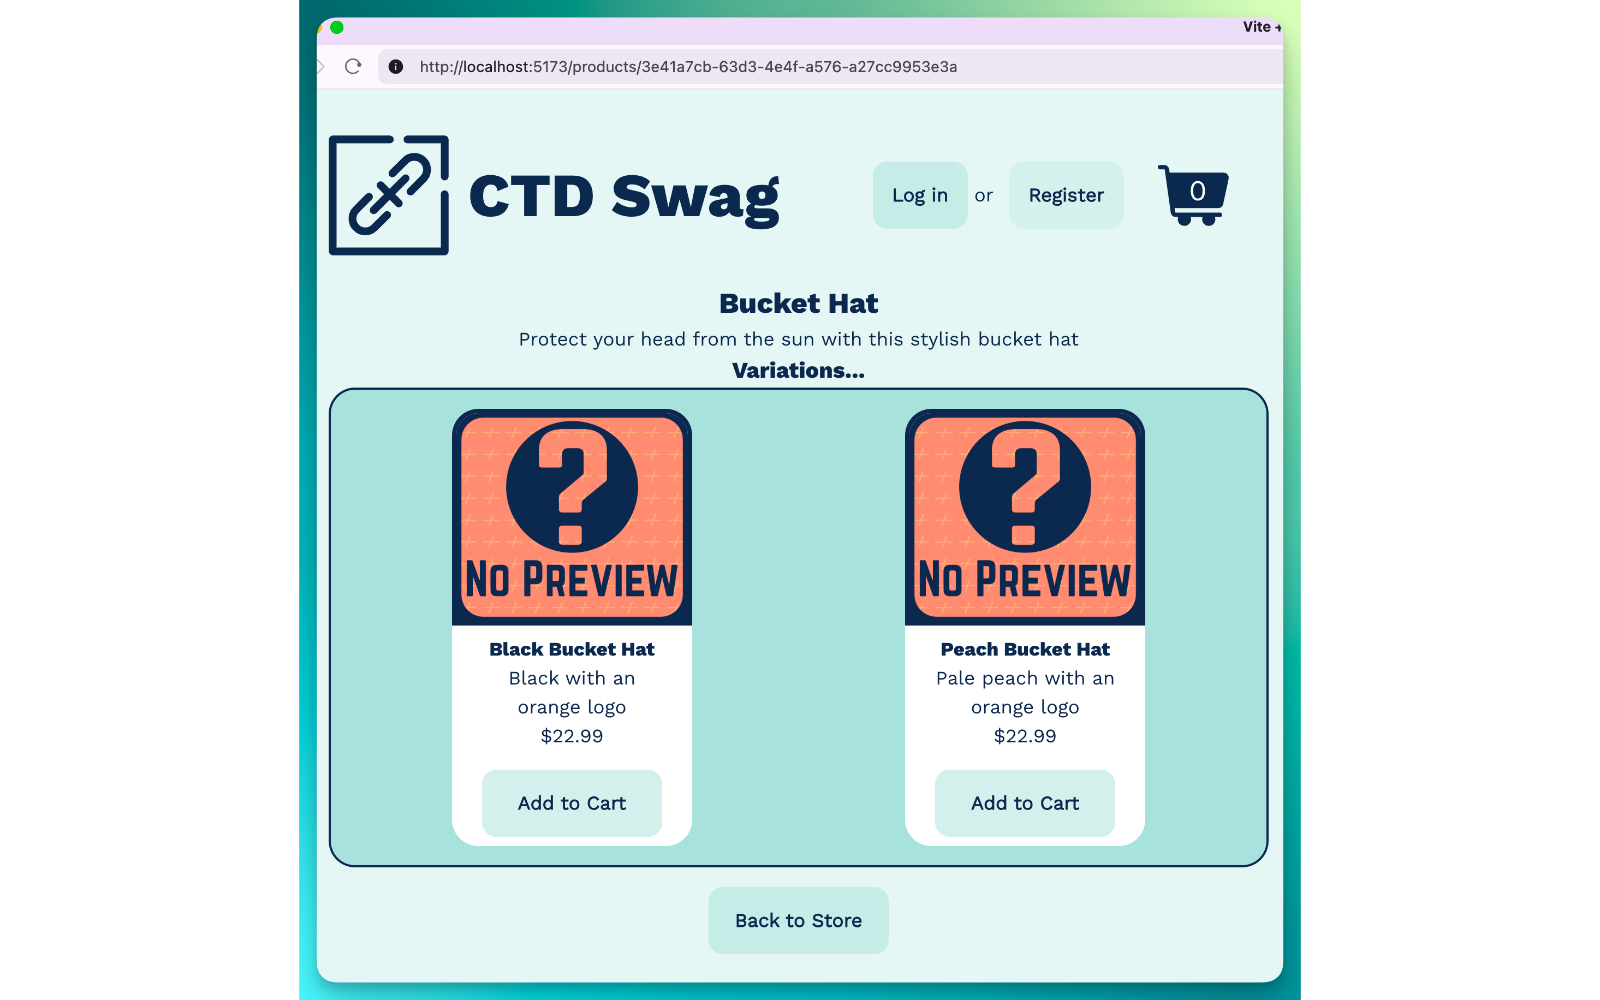 Vite +
http://localhost:5173/products/3e41a7cb-63d3-4e4f-a576-a27cc9953e3a
CTD Swag
Log in or Register
0
Bucket Hat
Protect your head from the sun with this stylish bucket hat
Variations...
?
No Preview
Black Bucket Hat
Black with an
orange logo
$22.99
Add to Cart
?
No Preview
Peach Bucket Hat
Pale peach with an
orange logo
$22.99
Add to Cart
Back to Store